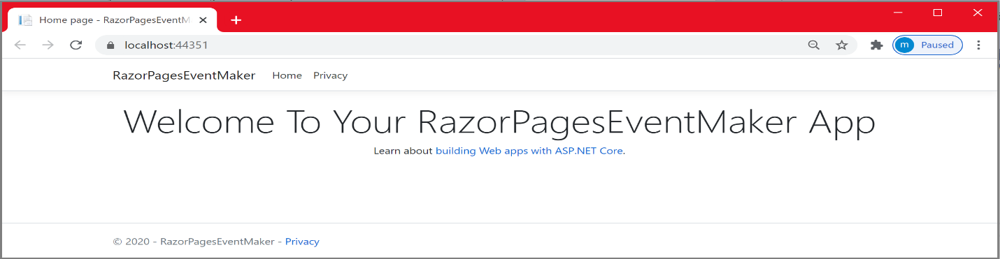 Home page - RazorPagesEventM
localhost:44351
m Paused
RazorPagesEventMaker Home Privacy
Welcome To Your RazorPagesEventMaker App
Learn about building Web apps with ASP.NET Core.
© 2020 - RazorPagesEventMaker - Privacy